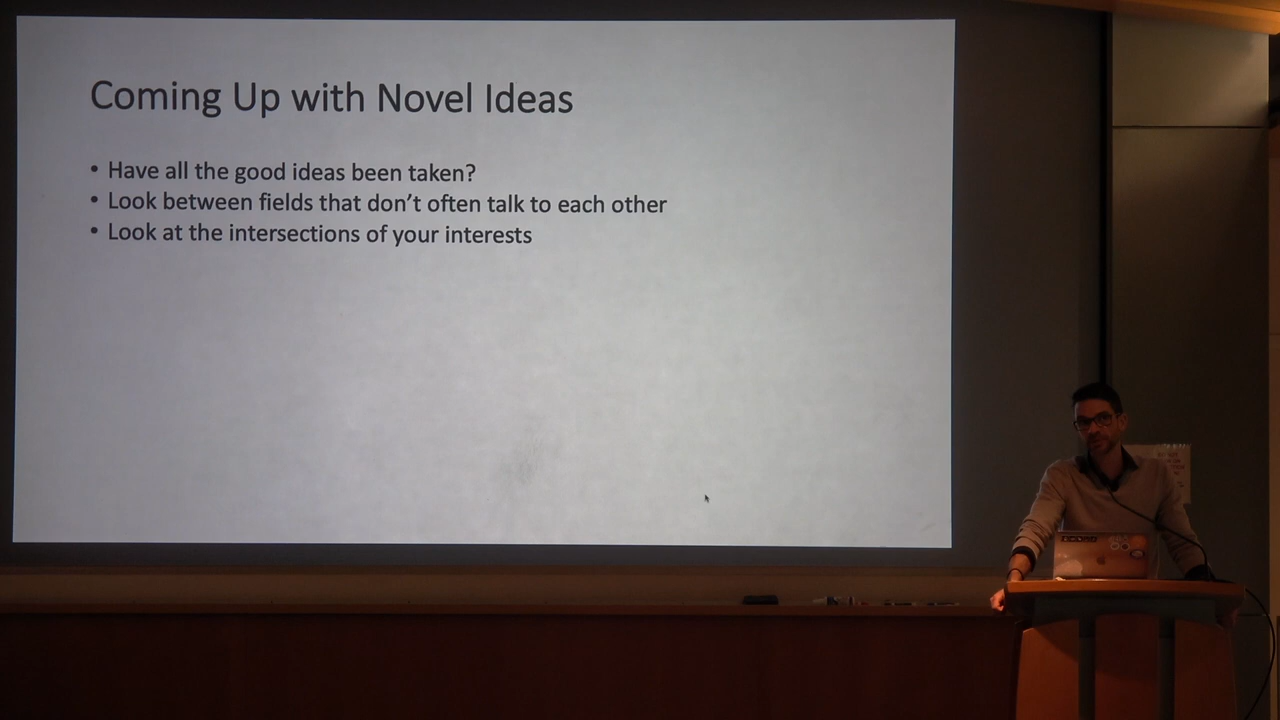 Coming Up with Novel Ideas
• Have all the good ideas been taken?
• Look between fields that don't often talk to each other
• Look at the intersections of your interests